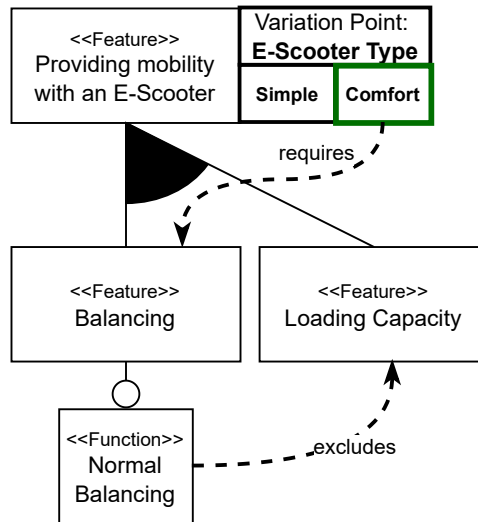 <<Feature>>
Providing mobility
with an E-Scooter
Variation Point:
E-Scooter Type
Simple
Comfort
requires
<<Feature>>
Balancing
<<Feature>>
Loading Capacity
<<Function>>
Normal
Balancing
excludes